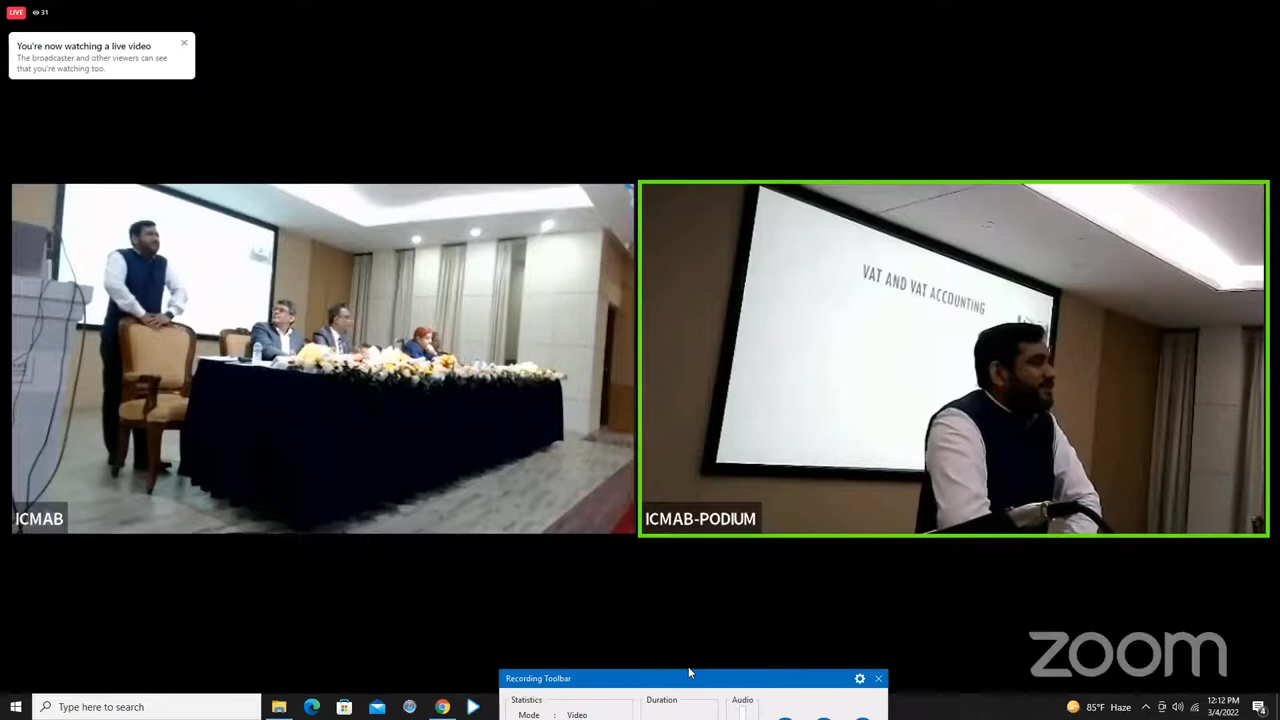 LIVE 31
You're now watching a live video
The broadcaster and other viewers can see
that you're watching too.
VAT AND VAT ACCOUNTING
ICMAB
ICMAB-PODIUM
zoom
Recording Toolbar
Statistics
Duration
Audio
Mode : Video
Type here to search
85°F Haze
12:12 PM
3/4/2022
4